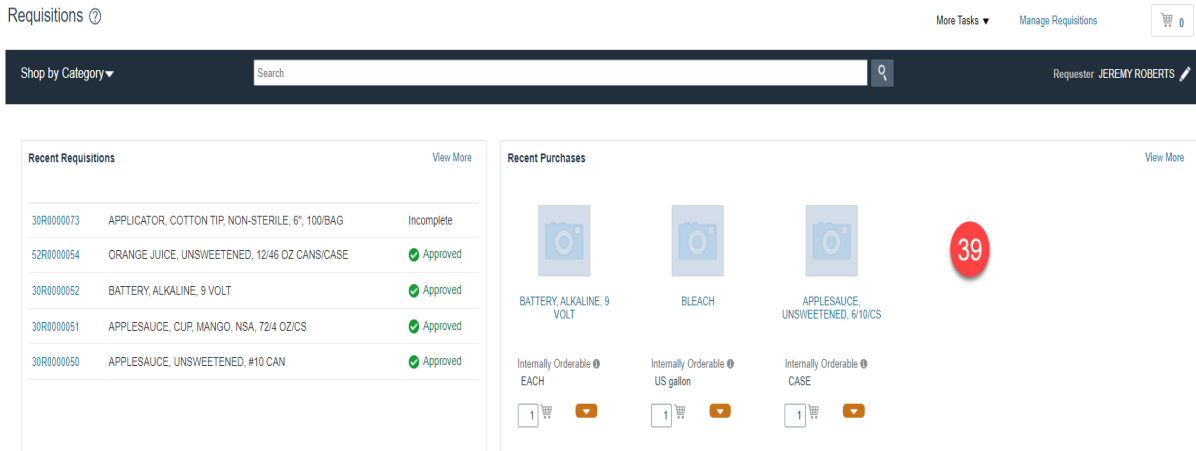 Requisitions ?
More Tasks ▼ Manage Requisitions 0
Shop by Category▼ Search Requester JEREMY ROBERTS
Recent Requisitions View More
30R0000073 APPLICATOR, COTTON TIP, NON-STERILE, 6", 100/BAG Incomplete
52R0000054 ORANGE JUICE, UNSWEETENED, 12/46 OZ CANS/CASE Approved
30R0000052 BATTERY, ALKALINE, 9 VOLT Approved
30R0000051 APPLESAUCE, CUP, MANGO, NSA, 72/4 OZ/CS Approved
30R0000050 APPLESAUCE, UNSWEETENED, #10 CAN Approved
Recent Purchases View More
39
BATTERY, ALKALINE, 9
VOLT
Internally Orderable
EACH
1
BLEACH
Internally Orderable
US gallon
1
APPLESAUCE,
UNSWEETENED, 6/10/CS
Internally Orderable
CASE
1